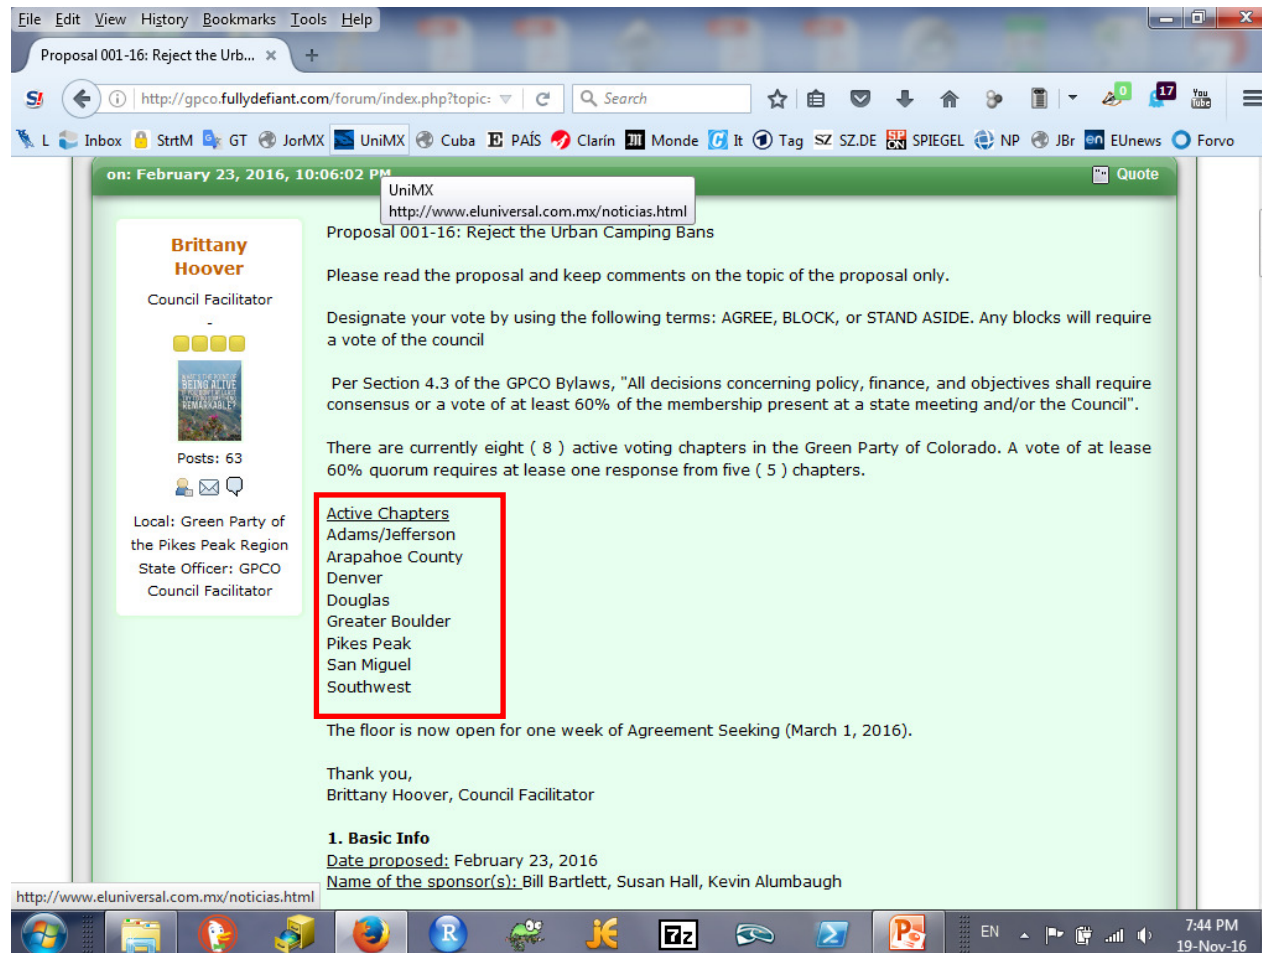 File Edit View History Bookmarks Tools Help
Proposal 001-16: Reject the Urb... × +
http://gpco.fullydefiant.com/forum/index.php?topic: Search 0 17 You Tube
L Inbox StrtM GT JorMX UniMX Cuba E PAÍS Clarín M Monde It Tag SZ SZ.DE SP ON SPIEGEL NP JBr en EUnews Forvo
on: February 23, 2016, 10:06:02 PM Quote
UniMX
http://www.eluniversal.com.mx/noticias.html
Brittany
Hoover
Council Facilitator
-
BEING ALIVE
REMARKABLE?
Posts: 63
Local: Green Party of
the Pikes Peak Region
State Officer: GPCO
Council Facilitator
Proposal 001-16: Reject the Urban Camping Bans
Please read the proposal and keep comments on the topic of the proposal only.
Designate your vote by using the following terms: AGREE, BLOCK, or STAND ASIDE. Any blocks will require
a vote of the council
Per Section 4.3 of the GPCO Bylaws, "All decisions concerning policy, finance, and objectives shall require
consensus or a vote of at least 60% of the membership present at a state meeting and/or the Council".
There are currently eight ( 8 ) active voting chapters in the Green Party of Colorado. A vote of at lease
60% quorum requires at lease one response from five ( 5 ) chapters.
Active Chapters
Adams/Jefferson
Arapahoe County
Denver
Douglas
Greater Boulder
Pikes Peak
San Miguel
Southwest
The floor is now open for one week of Agreement Seeking (March 1, 2016).
Thank you,
Brittany Hoover, Council Facilitator
1. Basic Info
Date proposed: February 23, 2016
Name of the sponsor(s): Bill Bartlett, Susan Hall, Kevin Alumbaugh
http://www.eluniversal.com.mx/noticias.html
R jE 7z P EN 7:44 PM
19-Nov-16